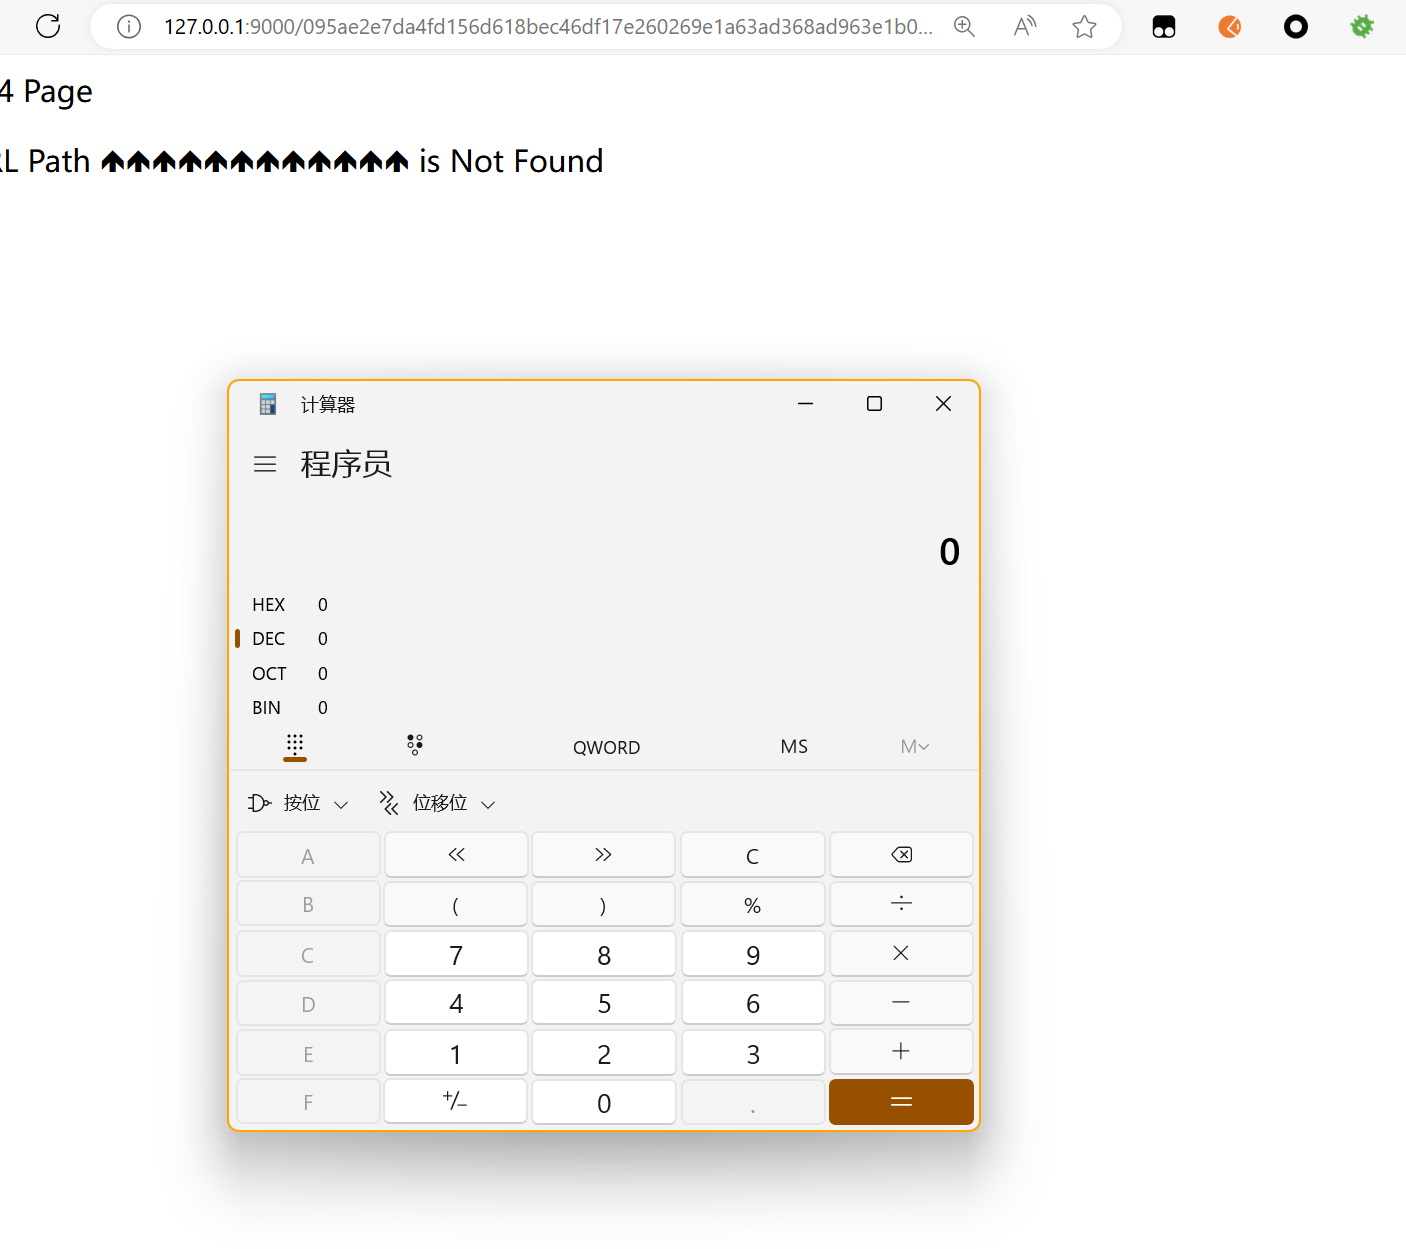 127.0.0.1:9000/095ae2e7da4fd156d618bec46df17e260269e1a63ad368ad963e1b0...
4 Page
L Path 🡅🡅🡅🡅🡅🡅🡅🡅🡅🡅🡅🡅 is Not Found
计算器
程序员
0
HEX 0
DEC 0
OCT 0
BIN 0
QWORD MS M
按位 位移位
A « » C
B ( ) % ÷
C 7 8 9 ×
D 4 5 6 −
E 1 2 3 +
F +/− 0 . =